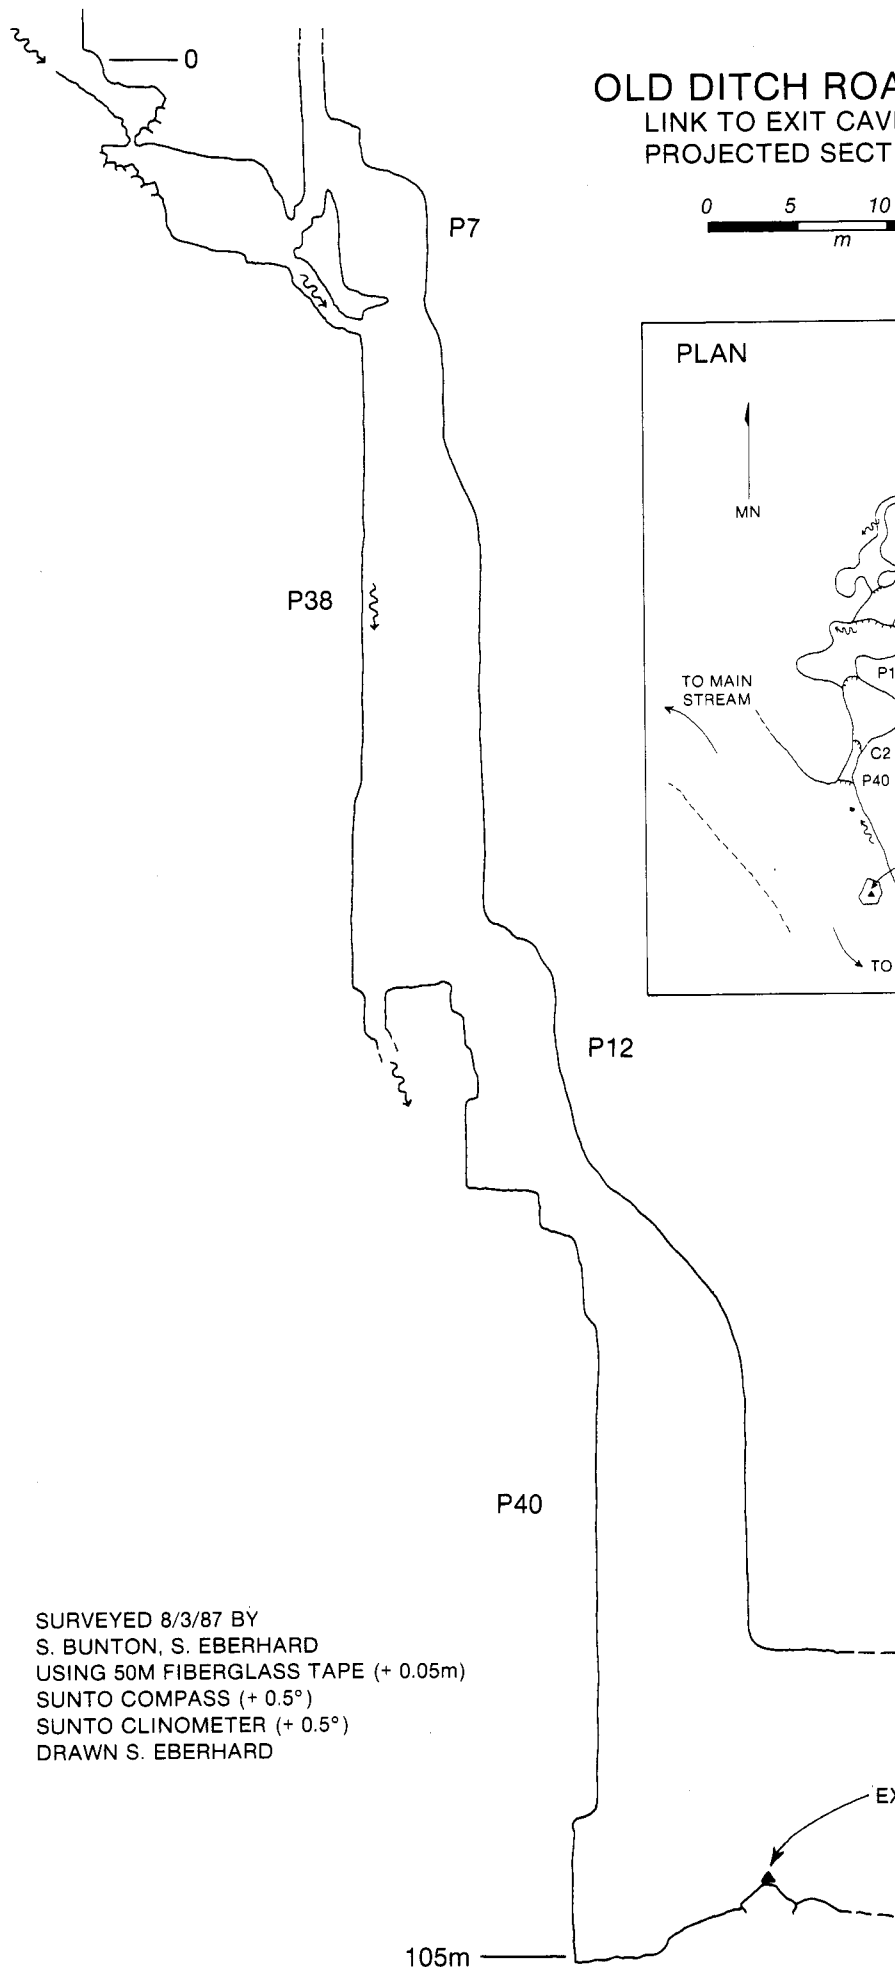 0
OLD DITCH ROA
LINK TO EXIT CAV
PROJECTED SECT
0 5 10
m
P7
PLAN
MN
P38
TO MAIN
STREAM
P1
C2
P40
TO
P12
P40
SURVEYED 8/3/87 BY
S. BUNTON, S. EBERHARD
USING 50M FIBERGLASS TAPE (+ 0.05m)
SUNTO COMPASS (+ 0.5°)
SUNTO CLINOMETER (+ 0.5°)
DRAWN S. EBERHARD
EX
105m